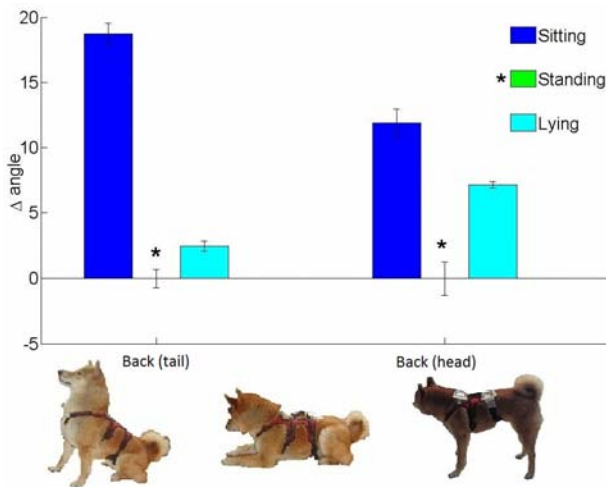 20
15
10
5
0
-5
Δ angle
Sitting
* Standing
Lying
*
*
Back (tail)
Back (head)